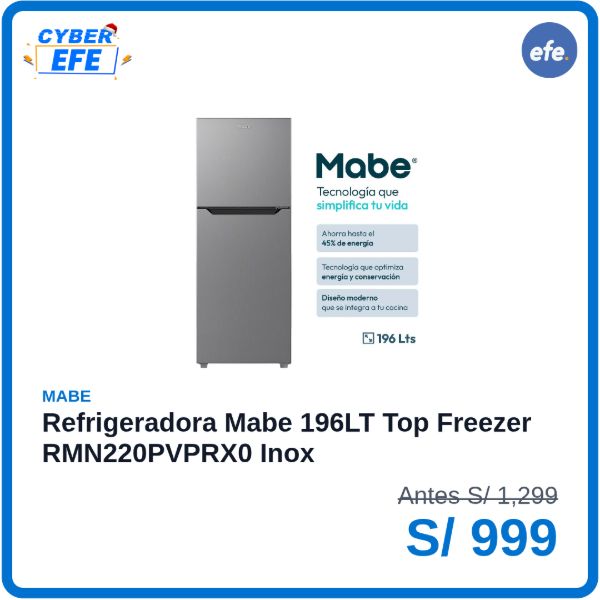 CYBER
EFE
efe.
Mabe®
Tecnología que
simplifica tu vida
Ahorra hasta el
45% de energía
Tecnología que optimiza
energía y conservación
Diseño moderno
que se integra a tu cocina
196 Lts
MABE
Refrigeradora Mabe 196LT Top Freezer
RMN220PVPRX0 Inox
Antes S/ 1,299
S/ 999